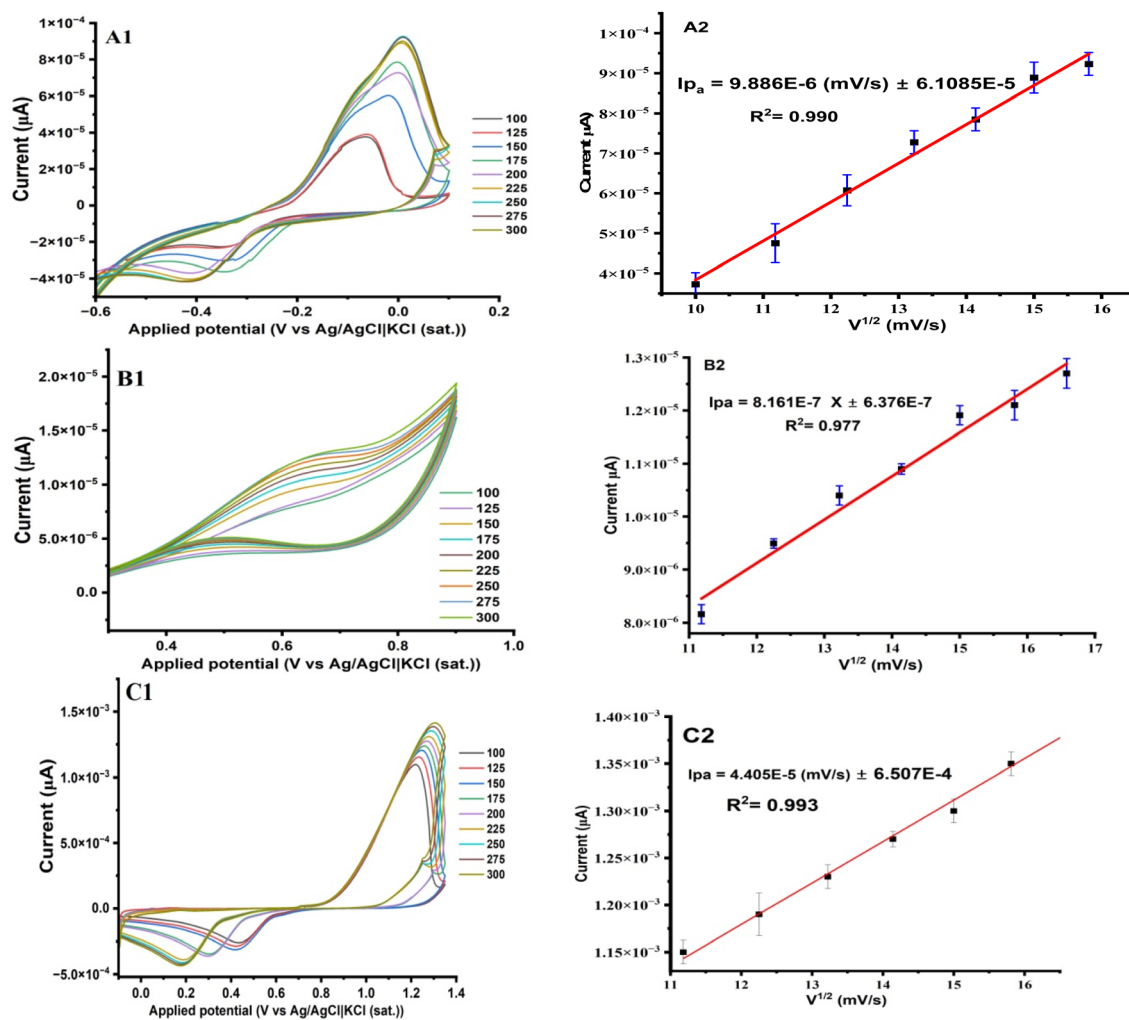 A1
1×10⁻⁴
8×10⁻⁵
6×10⁻⁵
4×10⁻⁵
2×10⁻⁵
0
−2×10⁻⁵
−4×10⁻⁵
Current (µA)
100
125
150
175
200
225
250
275
300
−0.6 −0.4 −0.2 0.0 0.2
Applied potential (V vs Ag/AgCl|KCl (sat.))
A2
1×10⁻⁴
9×10⁻⁵
8×10⁻⁵
7×10⁻⁵
6×10⁻⁵
5×10⁻⁵
4×10⁻⁵
Current µA)
Ipₐ = 9.886E-6 (mV/s) ± 6.1085E-5
R²= 0.990
10 11 12 13 14 15 16
V¹/² (mV/s)
B1
2.0×10⁻⁵
1.5×10⁻⁵
1.0×10⁻⁵
5.0×10⁻⁶
0.0
Current (µA)
100
125
150
175
200
225
250
275
300
0.4 0.6 0.8 1.0
Applied potential (V vs Ag/AgCl|KCl (sat.))
B2
1.3×10⁻⁵
1.2×10⁻⁵
1.1×10⁻⁵
1.0×10⁻⁵
9.0×10⁻⁶
8.0×10⁻⁶
Current (µA)
Ipa = 8.161E-7 X ± 6.376E-7
R²= 0.977
11 12 13 14 15 16 17
V¹/² (mV/s)
C1
1.5×10⁻³
1.0×10⁻³
5.0×10⁻⁴
0.0
−5.0×10⁻⁴
Current (µA)
100
125
150
175
200
225
250
275
300
0.0 0.2 0.4 0.6 0.8 1.0 1.2 1.4
Applied potential (V vs Ag/AgCl|KCl (sat.))
C2
1.40×10⁻³
1.35×10⁻³
1.30×10⁻³
1.25×10⁻³
1.20×10⁻³
1.15×10⁻³
Current (µA)
Ipa = 4.405E-5 (mV/s) ± 6.507E-4
R²= 0.993
11 12 13 14 15 16
V¹/² (mV/s)